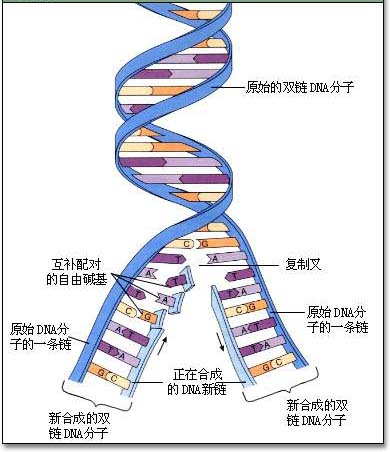 原始的双链DNA分子
C G
T A
互补配对
的自由碱基
复制叉
A T
T
T A
A
C G
C G
原始DNA分
子的一条链
原始DNA分
子的一条链
A T
A T
T A
T A
G C
G C
正在合成
的DNA新链
新合成的双
链DNA分子
新合成的双
链DNA分子